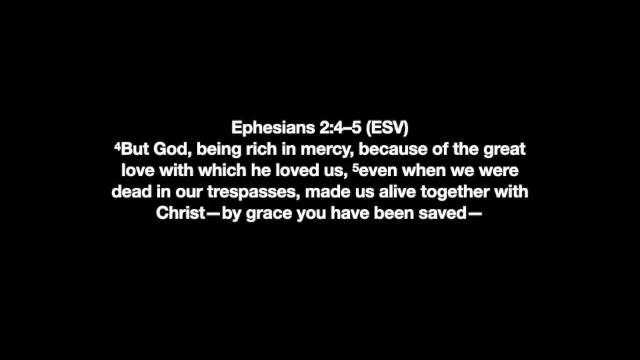 Ephesians 2:4–5 (ESV)
⁴But God, being rich in mercy, because of the great
love with which he loved us, ⁵even when we were
dead in our trespasses, made us alive together with
Christ—by grace you have been saved—